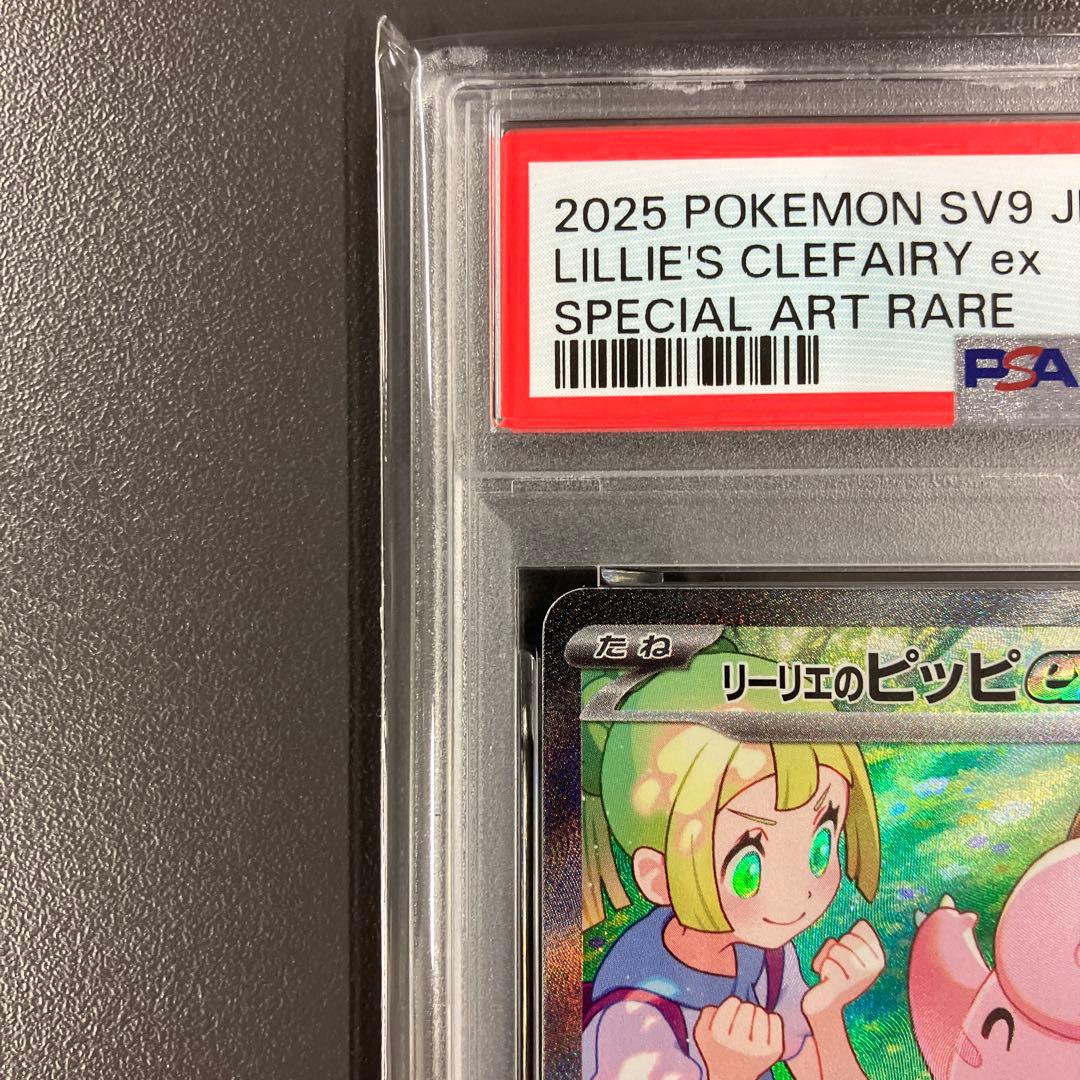 2025 POKEMON SV9
LILLIE'S CLEFAIRY ex
SPECIAL ART RARE
PSA
たね
リーリエのピッピ